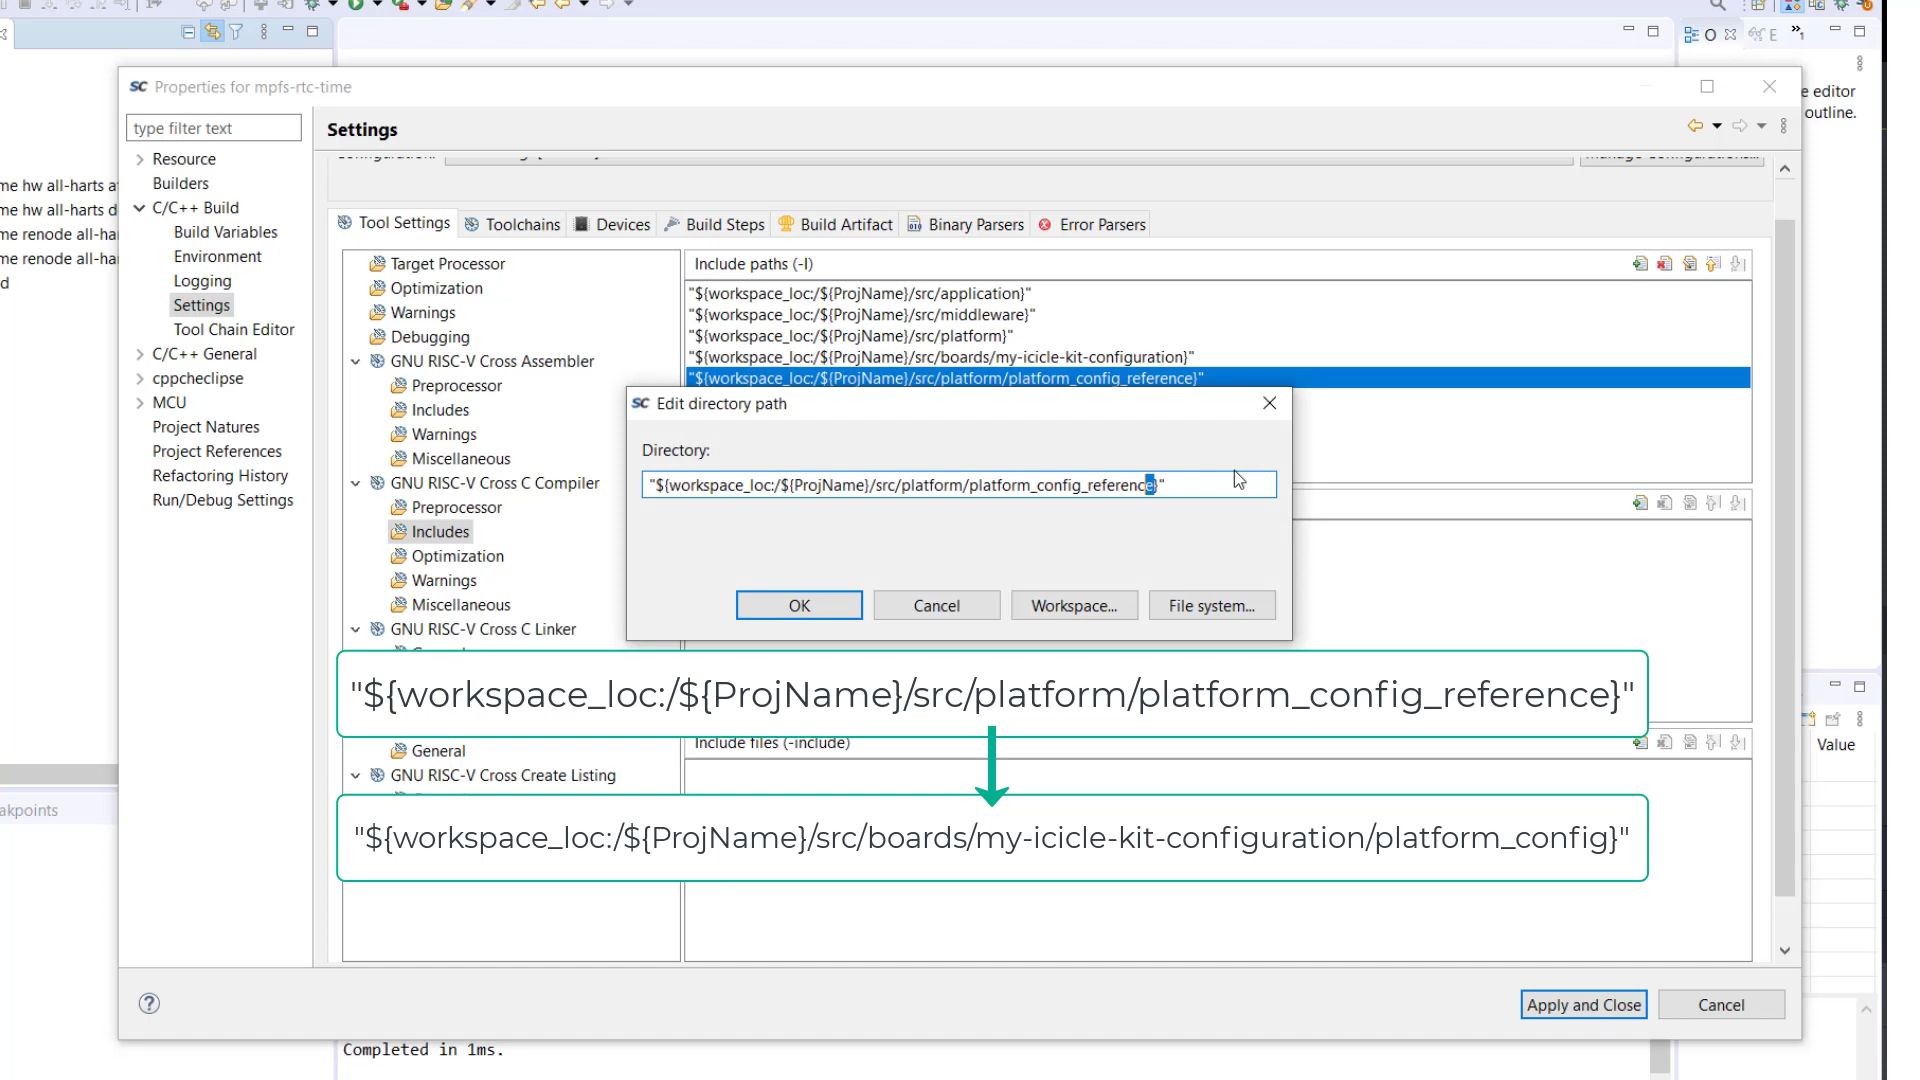 O
E
1
SC Properties for mpfs-rtc-time
e editor
outline.
type filter text
Settings
Resource
Builders
C/C++ Build
Build Variables
Environment
Logging
Settings
Tool Chain Editor
C/C++ General
cppcheclipse
MCU
Project Natures
Project References
Refactoring History
Run/Debug Settings
me hw all-harts a
me hw all-harts d
me renode all-ha
me renode all-ha
d
Tool Settings
Toolchains
Devices
Build Steps
Build Artifact
Binary Parsers
Error Parsers
Target Processor
Optimization
Warnings
Debugging
GNU RISC-V Cross Assembler
Preprocessor
Includes
Warnings
Miscellaneous
GNU RISC-V Cross C Compiler
Preprocessor
Includes
Optimization
Warnings
Miscellaneous
GNU RISC-V Cross C Linker
Include paths (-I)
"${workspace_loc:/${ProjName}/src/application}"
"${workspace_loc:/${ProjName}/src/middleware}"
"${workspace_loc:/${ProjName}/src/platform}"
"${workspace_loc:/${ProjName}/src/boards/my-icicle-kit-configuration}"
"${workspace_loc:/${ProjName}/src/platform/platform_config_reference}"
SC Edit directory path
Directory:
"${workspace_loc:/${ProjName}/src/platform/platform_config_reference}"
OK
Cancel
Workspace...
File system...
"${workspace_loc:/${ProjName}/src/platform/platform_config_reference}"
General
Include files (-include)
Value
GNU RISC-V Cross Create Listing
akpoints
"${workspace_loc:/${ProjName}/src/boards/my-icicle-kit-configuration/platform_config}"
?
Apply and Close
Cancel
Completed in 1ms.